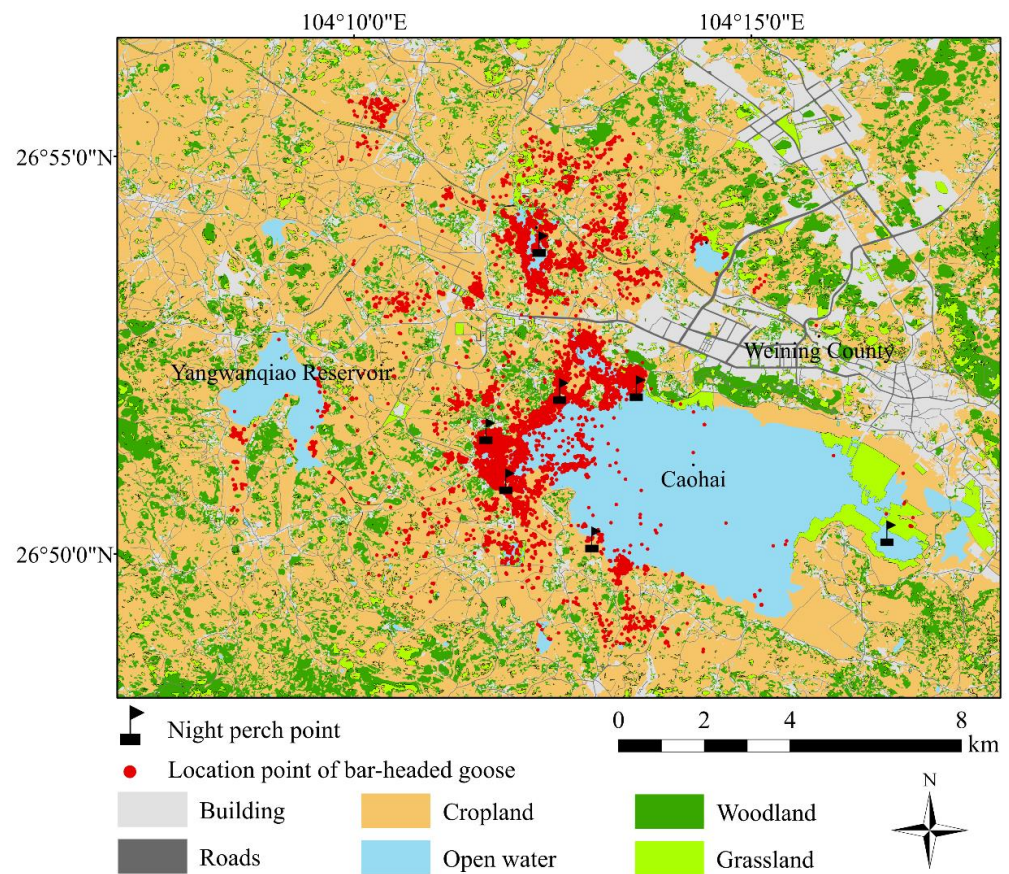 104°10'0"E
104°15'0"E
26°55'0"N
Weining County
Yangwanqiao Reservoir
Caohai
26°50'0"N
Night perch point
0 2 4 8
km
Location point of bar-headed goose
N
Building
Cropland
Woodland
Roads
Open water
Grassland